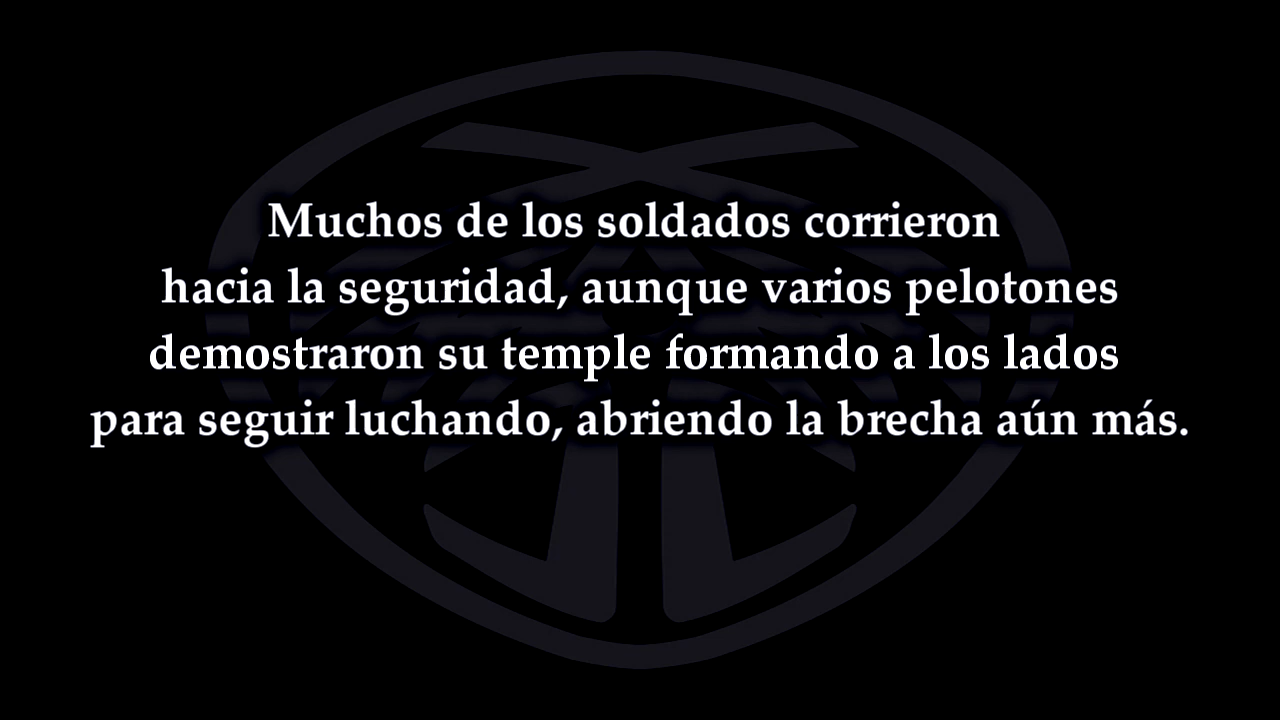 Muchos de los soldados corrieron
hacia la seguridad, aunque varios pelotones
demostraron su temple formando a los lados
para seguir luchando, abriendo la brecha aún más.